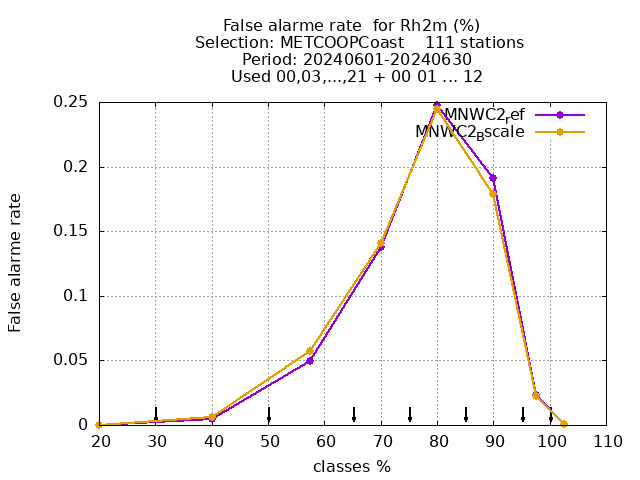 False alarme rate  for Rh2m (%)
Selection: METCOOPCoast    111 stations
Period: 20240601-20240630
Used 00,03,...,21 + 00 01 ... 12
MNWC2ref
MNWC2Bscale
False alarme rate
0.25
0.2
0.15
0.1
0.05
0
20 30 40 50 60 70 80 90 100 110
classes %